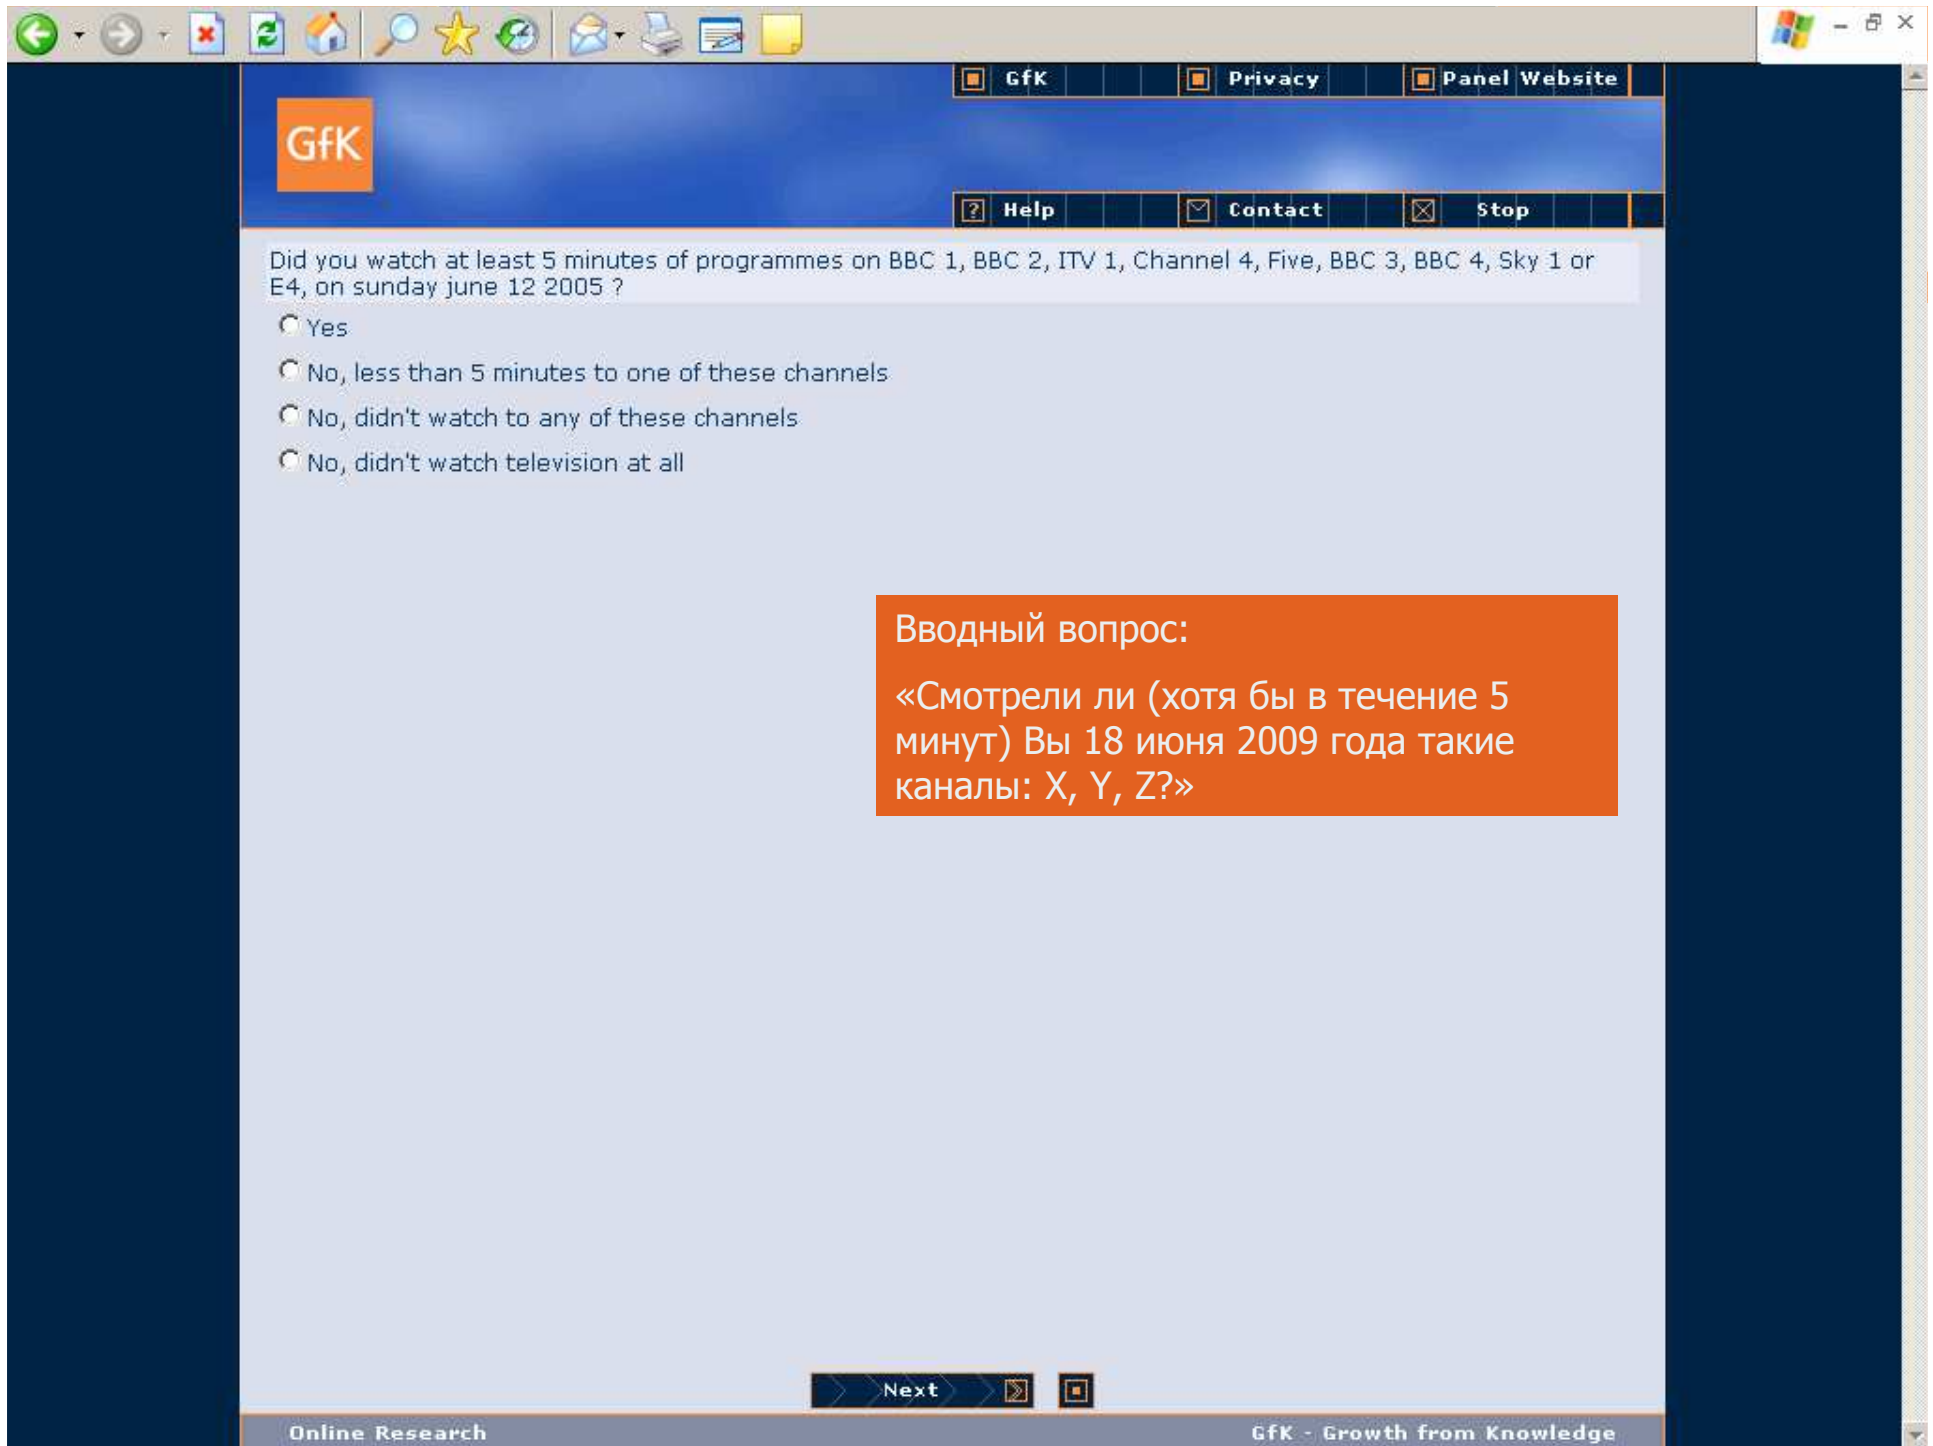 GfK
Privacy
Panel Website
GfK
Help
Contact
Stop
Did you watch at least 5 minutes of programmes on BBC 1, BBC 2, ITV 1, Channel 4, Five, BBC 3, BBC 4, Sky 1 or
E4, on sunday june 12 2005 ?
Yes
No, less than 5 minutes to one of these channels
No, didn't watch to any of these channels
No, didn't watch television at all
Вводный вопрос:
«Смотрели ли (хотя бы в течение 5
минут) Вы 18 июня 2009 года такие
каналы: X, Y, Z?»
Next
Online Research
GfK - Growth from Knowledge